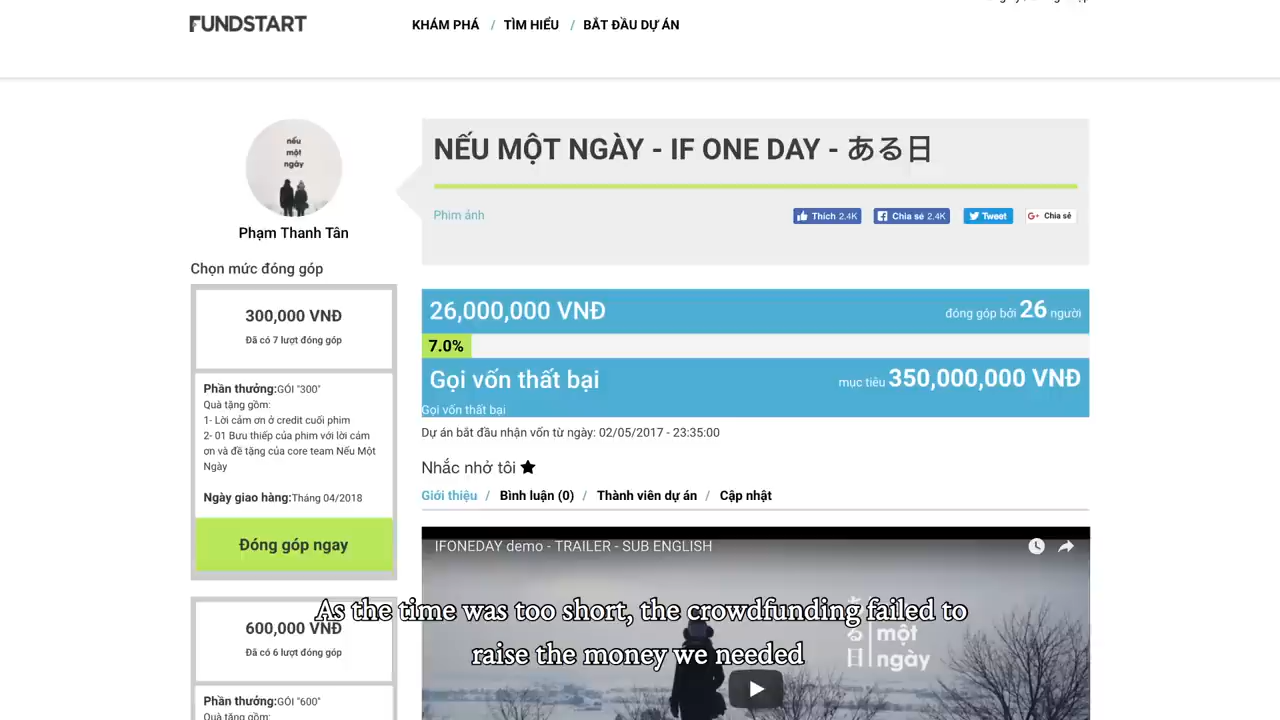 FUNDSTART
KHÁM PHÁ / TÌM HIỂU / BẮT ĐẦU DỰ ÁN
nếu
một
ngày
Phạm Thanh Tân
NẾU MỘT NGÀY - IF ONE DAY - ある日
Phim ảnh
Thích 2.4K
Chia sẻ 2.4K
Tweet
G+ Chia sẻ
Chọn mức đóng góp
300,000 VNĐ
Đã có 7 lượt đóng góp
Phần thưởng:GÓI "300"
Quà tặng gồm:
1- Lời cảm ơn ở credit cuối phim
2- 01 Bưu thiếp của phim với lời cảm
ơn và đề tặng của core team Nếu Một
Ngày
Ngày giao hàng:Tháng 04/2018
Đóng góp ngay
600,000 VNĐ
Đã có 6 lượt đóng góp
Phần thưởng:GÓI "600"
Quà tặng gồm:
26,000,000 VNĐ
đóng góp bởi 26 người
7.0%
Gọi vốn thất bại
mục tiêu 350,000,000 VNĐ
Gọi vốn thất bại
Dự án bắt đầu nhận vốn từ ngày: 02/05/2017 - 23:35:00
Nhắc nhở tôi
Giới thiệu / Bình luận (0) / Thành viên dự án / Cập nhật
IFONEDAY demo - TRAILER - SUB ENGLISH
ある日
một
ngày
As the time was too short, the crowdfunding failed to
raise the money we needed